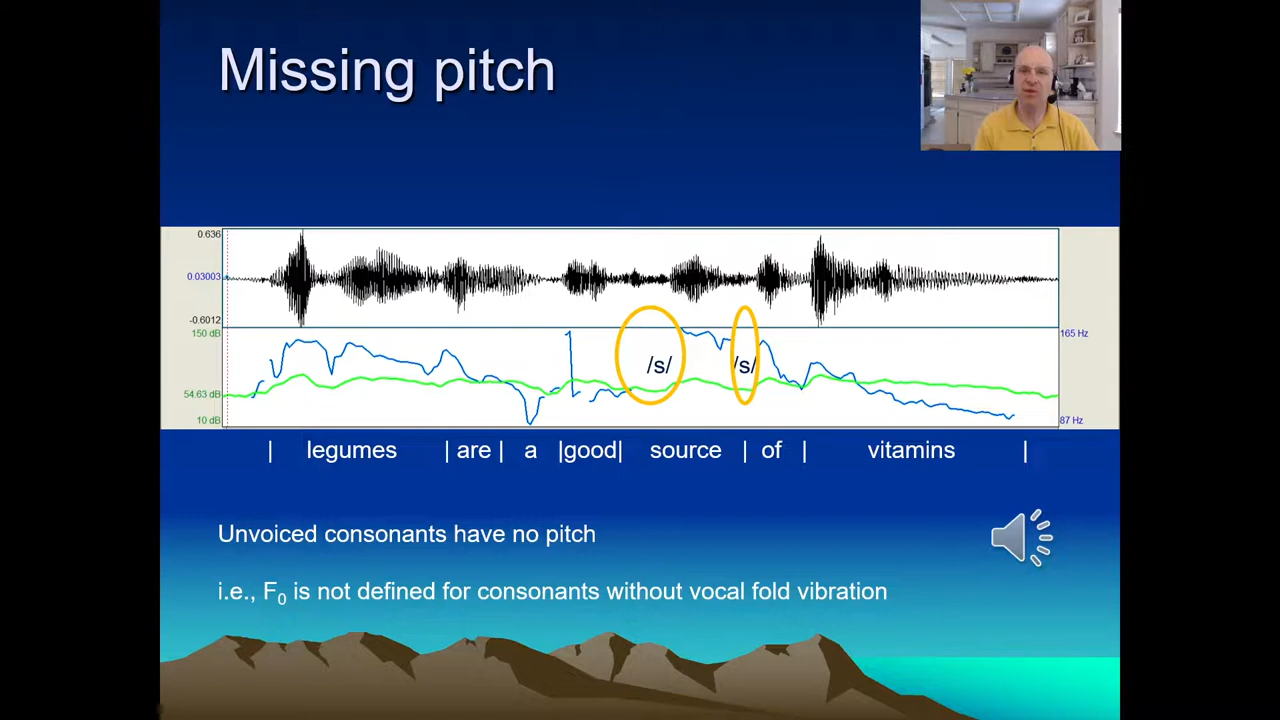 Missing pitch
0.636
0.03003
-0.6012
150 dB
165 Hz
/s/
/s/
54.63 dB
10 dB
87 Hz
| legumes | are | a |good| source | of | vitamins |
Unvoiced consonants have no pitch
i.e., F₀ is not defined for consonants without vocal fold vibration